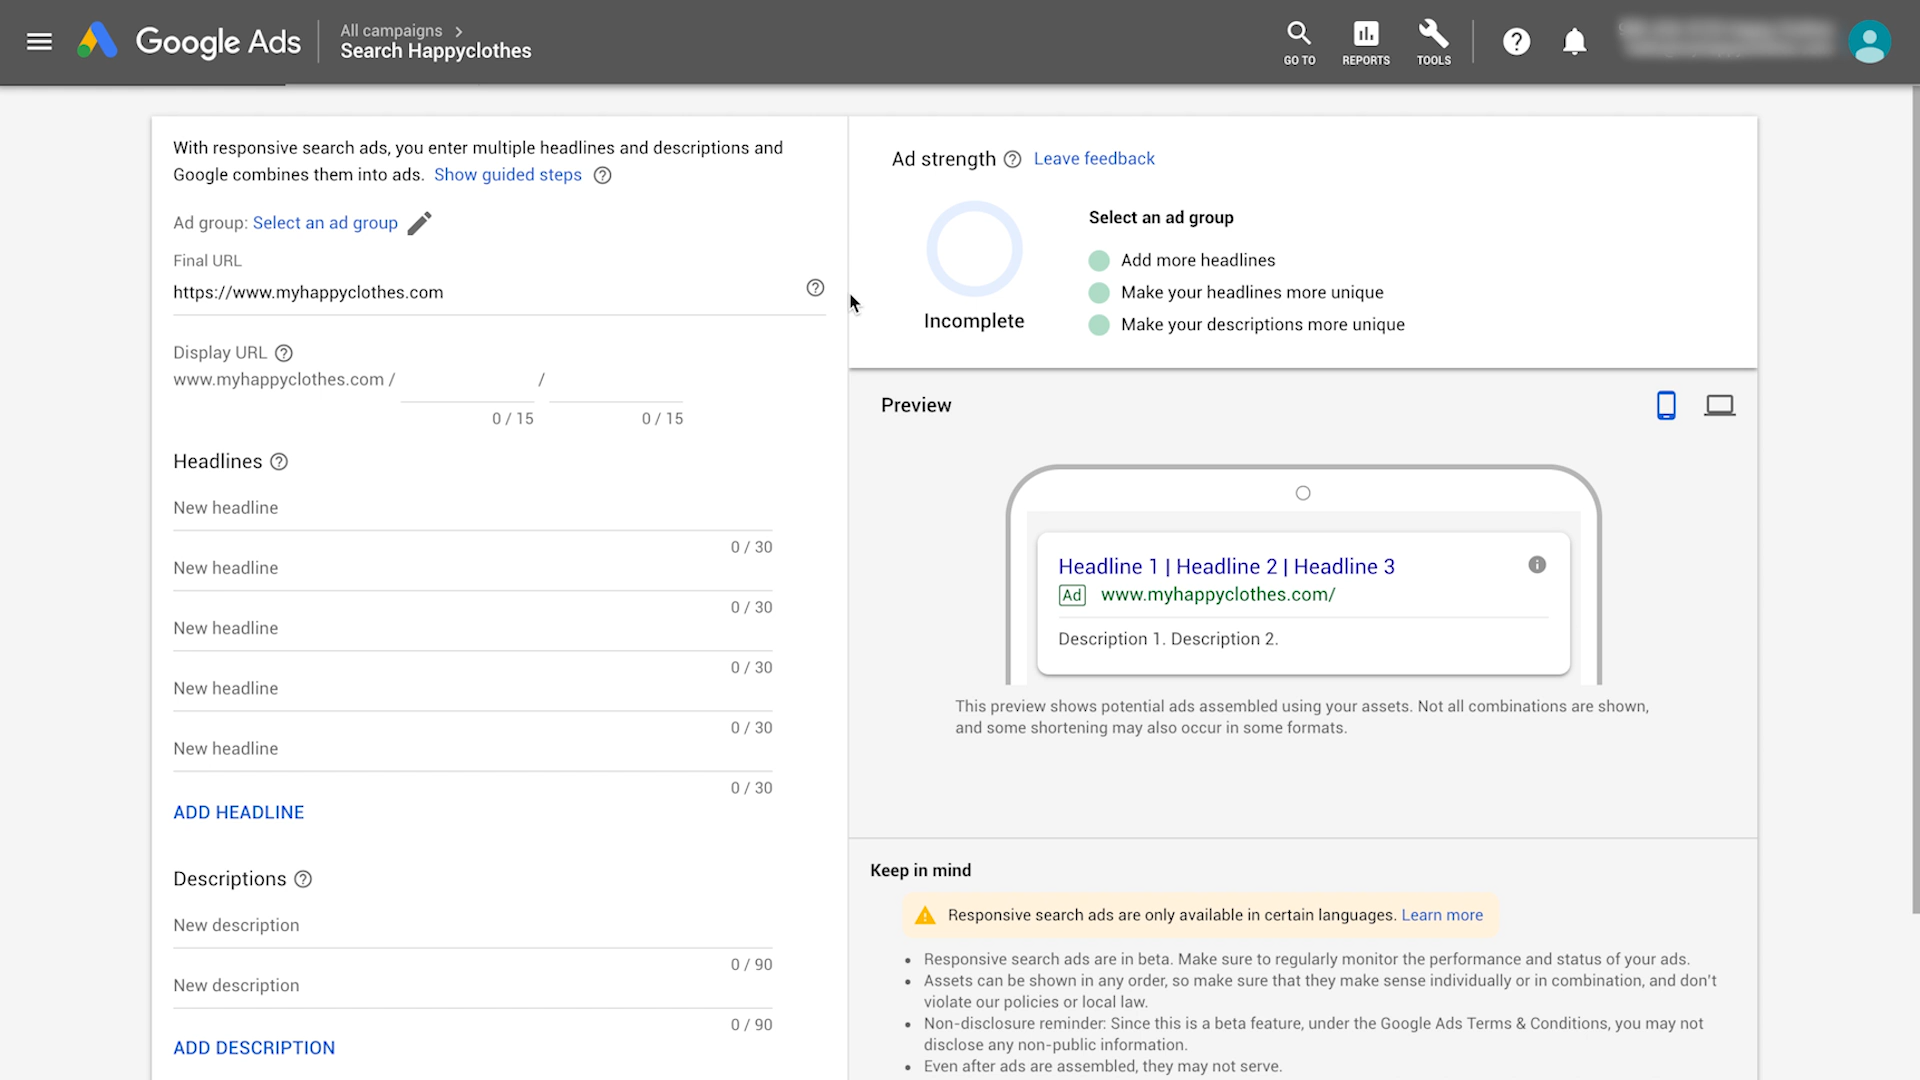 Google Ads
All campaigns
Search Happyclothes
GO TO
REPORTS
TOOLS
With responsive search ads, you enter multiple headlines and descriptions and
Google combines them into ads. Show guided steps
Ad group: Select an ad group
Final URL
https://www.myhappyclothes.com
Display URL
www.myhappyclothes.com / /
0 / 15 0 / 15
Headlines
New headline
0 / 30
New headline
0 / 30
New headline
0 / 30
New headline
0 / 30
New headline
0 / 30
ADD HEADLINE
Descriptions
New description
0 / 90
New description
0 / 90
ADD DESCRIPTION
Ad strength Leave feedback
Incomplete
Select an ad group
Add more headlines
Make your headlines more unique
Make your descriptions more unique
Preview
Headline 1 | Headline 2 | Headline 3
Ad www.myhappyclothes.com/
Description 1. Description 2.
This preview shows potential ads assembled using your assets. Not all combinations are shown,
and some shortening may also occur in some formats.
Keep in mind
Responsive search ads are only available in certain languages. Learn more
• Responsive search ads are in beta. Make sure to regularly monitor the performance and status of your ads.
• Assets can be shown in any order, so make sure that they make sense individually or in combination, and don't
violate our policies or local law.
• Non-disclosure reminder: Since this is a beta feature, under the Google Ads Terms & Conditions, you may not
disclose any non-public information.
• Even after ads are assembled, they may not serve.